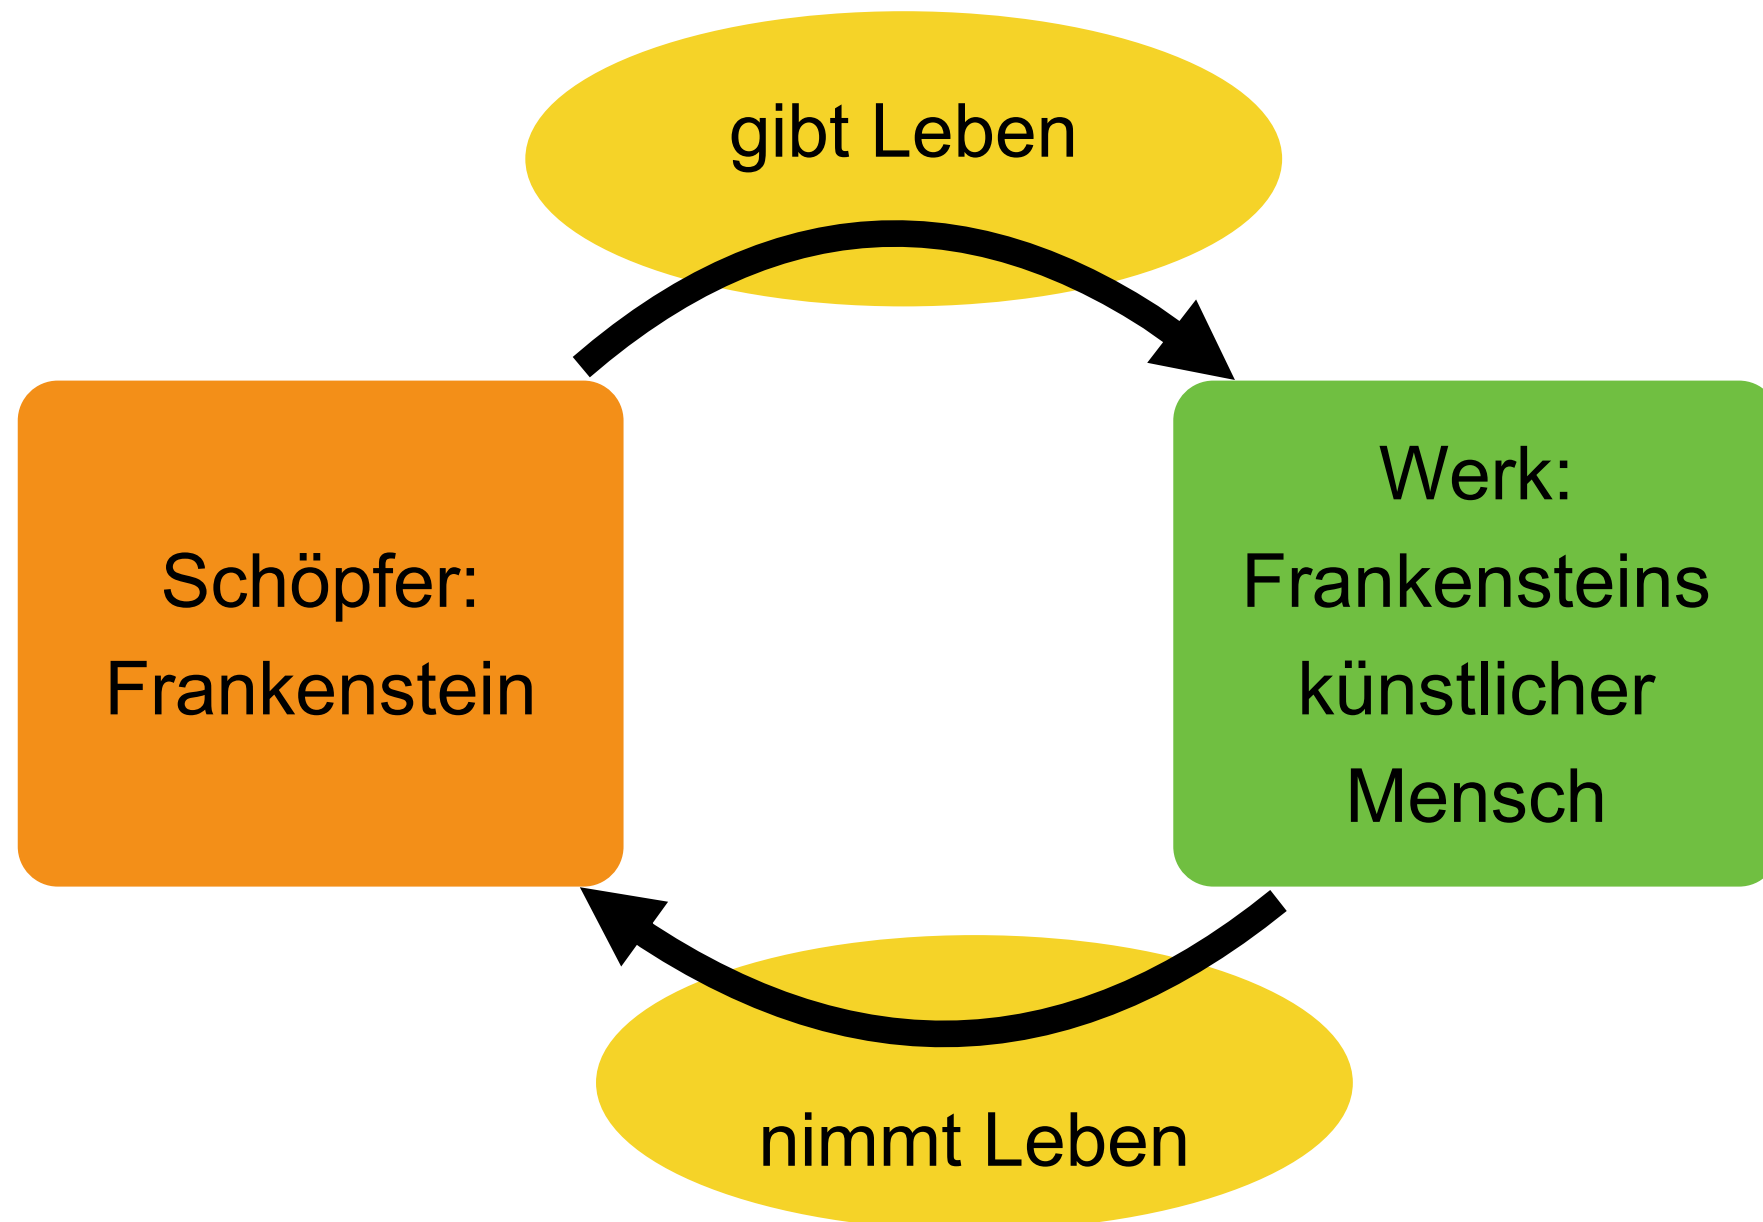 gibt Leben
Schöpfer:
Frankenstein
Werk:
Frankensteins
künstlicher
Mensch
nimmt Leben